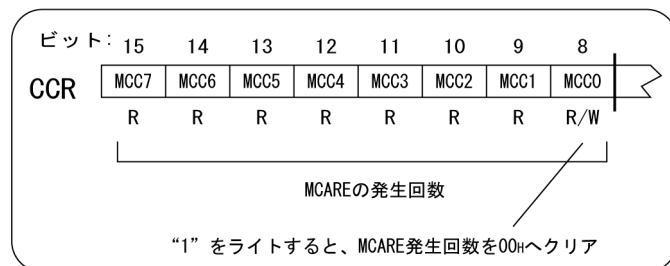 ビット: 15 14 13 12 11 10 9 8
CCR MCC7 MCC6 MCC5 MCC4 MCC3 MCC2 MCC1 MCC0
R R R R R R R R/W
MCAREの発生回数
“1”をライトすると、MCARE発生回数を00Hへクリア